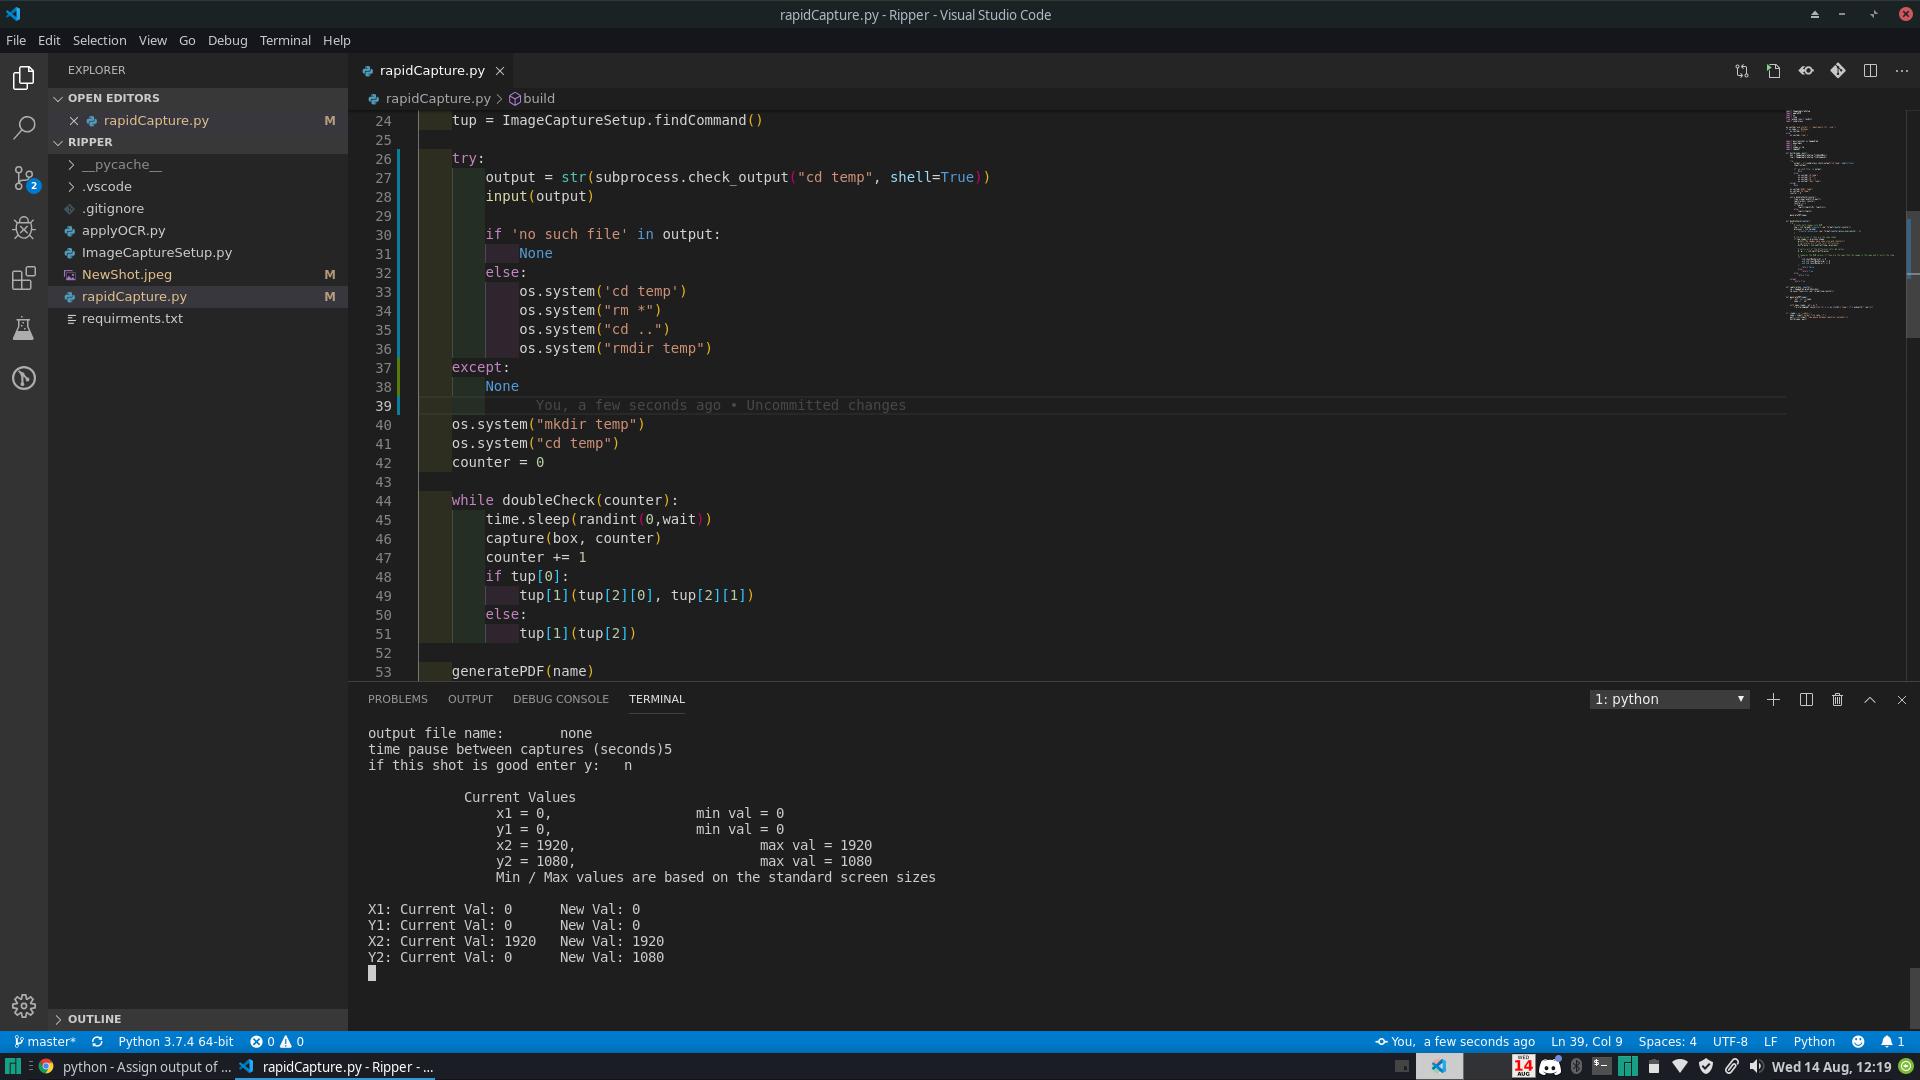 rapidCapture.py - Ripper - Visual Studio Code
File Edit Selection View Go Debug Terminal Help
EXPLORER
OPEN EDITORS
rapidCapture.py M
RIPPER
__pycache__
.vscode
.gitignore
applyOCR.py
ImageCaptureSetup.py
NewShot.jpeg M
rapidCapture.py M
requirments.txt
2
OUTLINE
rapidCapture.py
rapidCapture.py > build
24 tup = ImageCaptureSetup.findCommand()
25
26 try:
27 output = str(subprocess.check_output("cd temp", shell=True))
28 input(output)
29
30 if 'no such file' in output:
31 None
32 else:
33 os.system('cd temp')
34 os.system("rm *")
35 os.system("cd ..")
36 os.system("rmdir temp")
37 except:
38 None
39 You, a few seconds ago • Uncommitted changes
40 os.system("mkdir temp")
41 os.system("cd temp")
42 counter = 0
43
44 while doubleCheck(counter):
45 time.sleep(randint(0,wait))
46 capture(box, counter)
47 counter += 1
48 if tup[0]:
49 tup[1](tup[2][0], tup[2][1])
50 else:
51 tup[1](tup[2])
52
53 generatePDF(name)
PROBLEMS OUTPUT DEBUG CONSOLE TERMINAL 1: python
output file name: none
time pause between captures (seconds)5
if this shot is good enter y: n
Current Values
x1 = 0, min val = 0
y1 = 0, min val = 0
x2 = 1920, max val = 1920
y2 = 1080, max val = 1080
Min / Max values are based on the standard screen sizes
X1: Current Val: 0 New Val: 0
Y1: Current Val: 0 New Val: 0
X2: Current Val: 1920 New Val: 1920
Y2: Current Val: 0 New Val: 1080
master* Python 3.7.4 64-bit 0 0 You, a few seconds ago Ln 39, Col 9 Spaces: 4 UTF-8 LF Python 1
python - Assign output of ... rapidCapture.py - Ripper - ... WED 14 AUG Wed 14 Aug, 12:19